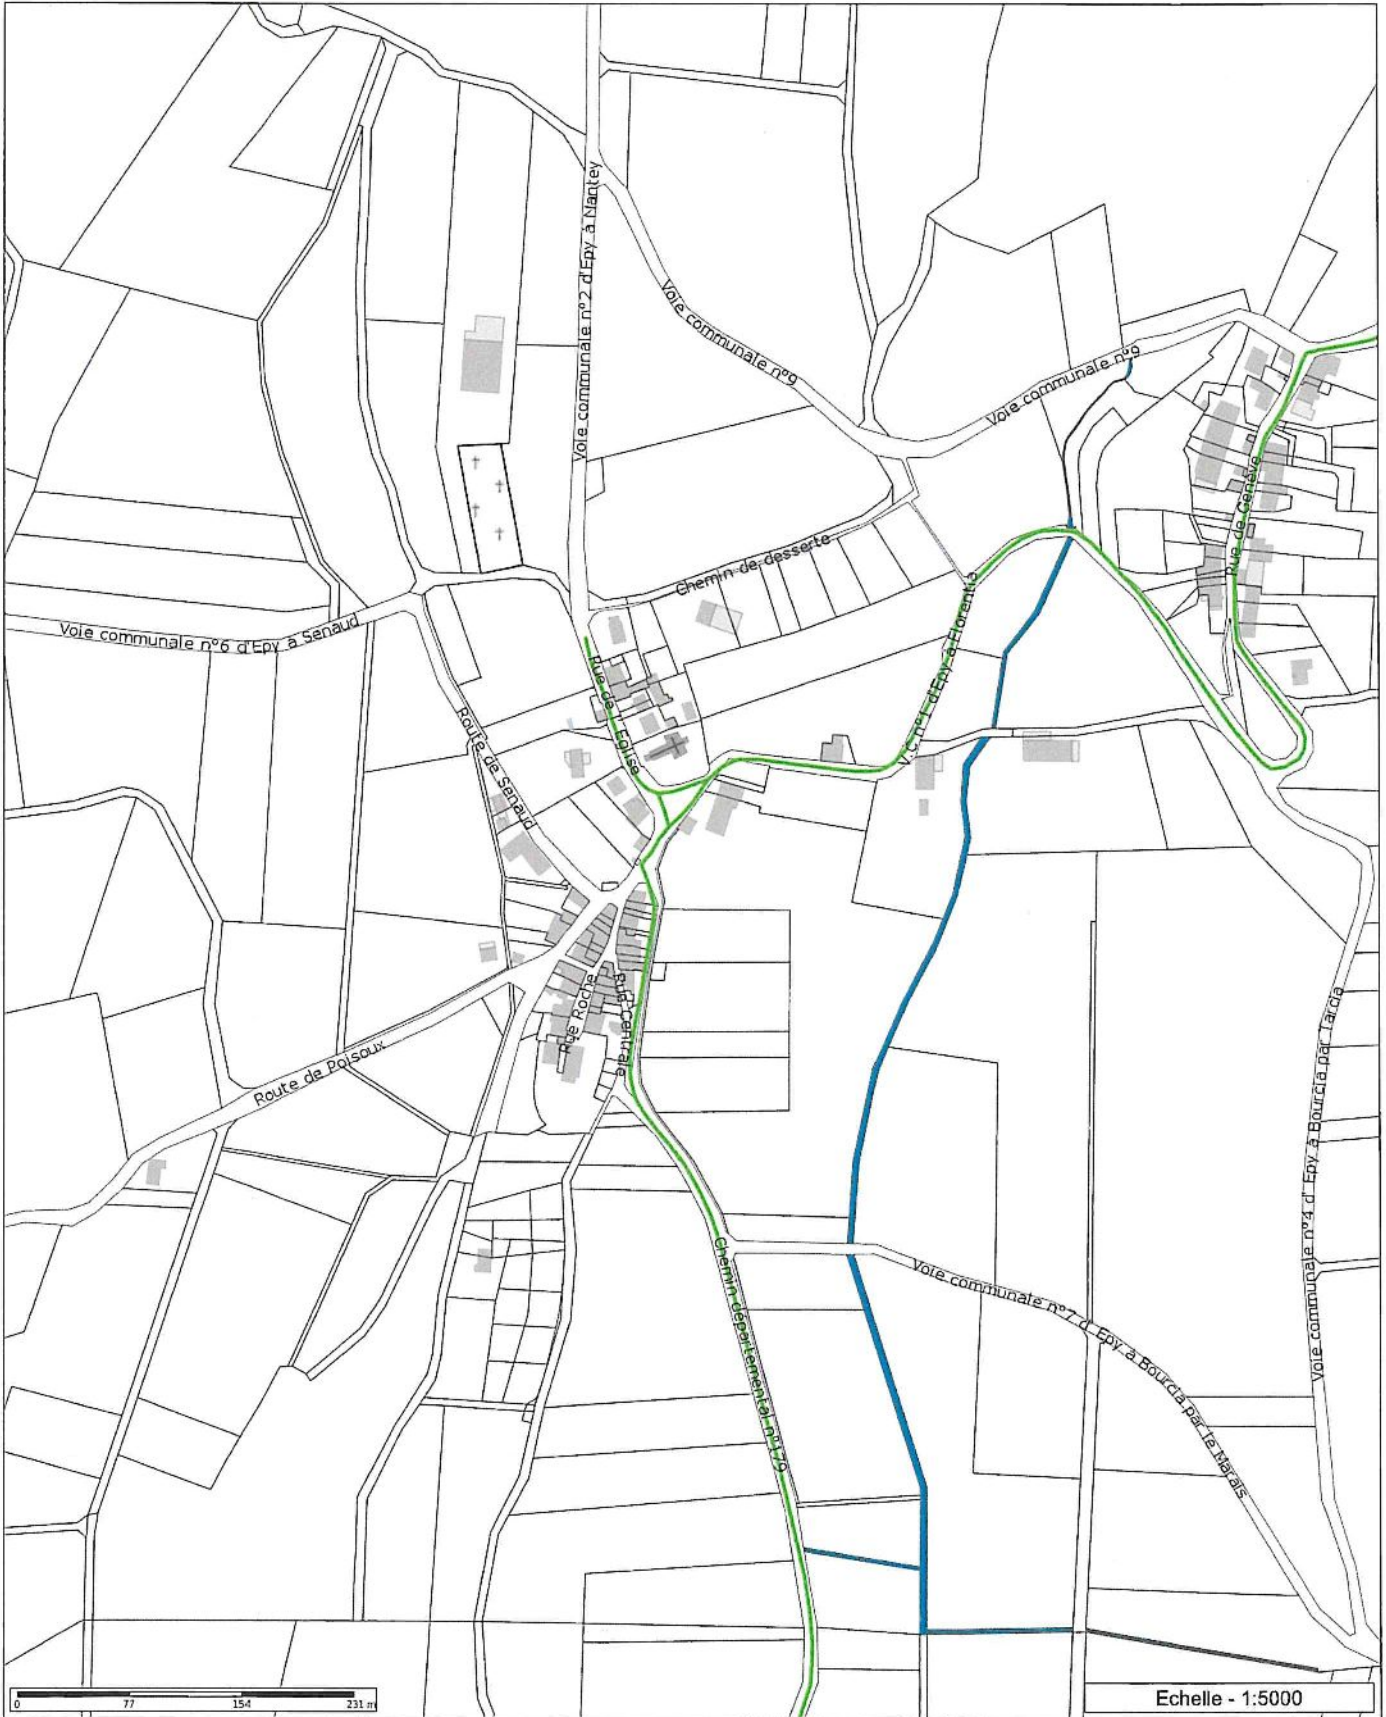 Voie communale n°2 d'Epy à Nantey
Voie communale n°9
Voie communale n°9
Rue de Genève
Chemin de desserte
V.C. n°1 d'Epy à Florentia
Voie communale n°6 d'Epy à Senaud
Rue de l'Eglise
Route de Senaud
Rue Roche
Rue Centrale
Route de Poisoux
Voie communale n°4 d' Epy à Bourcia par Tarcia
Chemin départemental n°179
Voie communale n°7 d' Epy à Bourcia par le Marais
0 77 154 231 m
Echelle - 1:5000